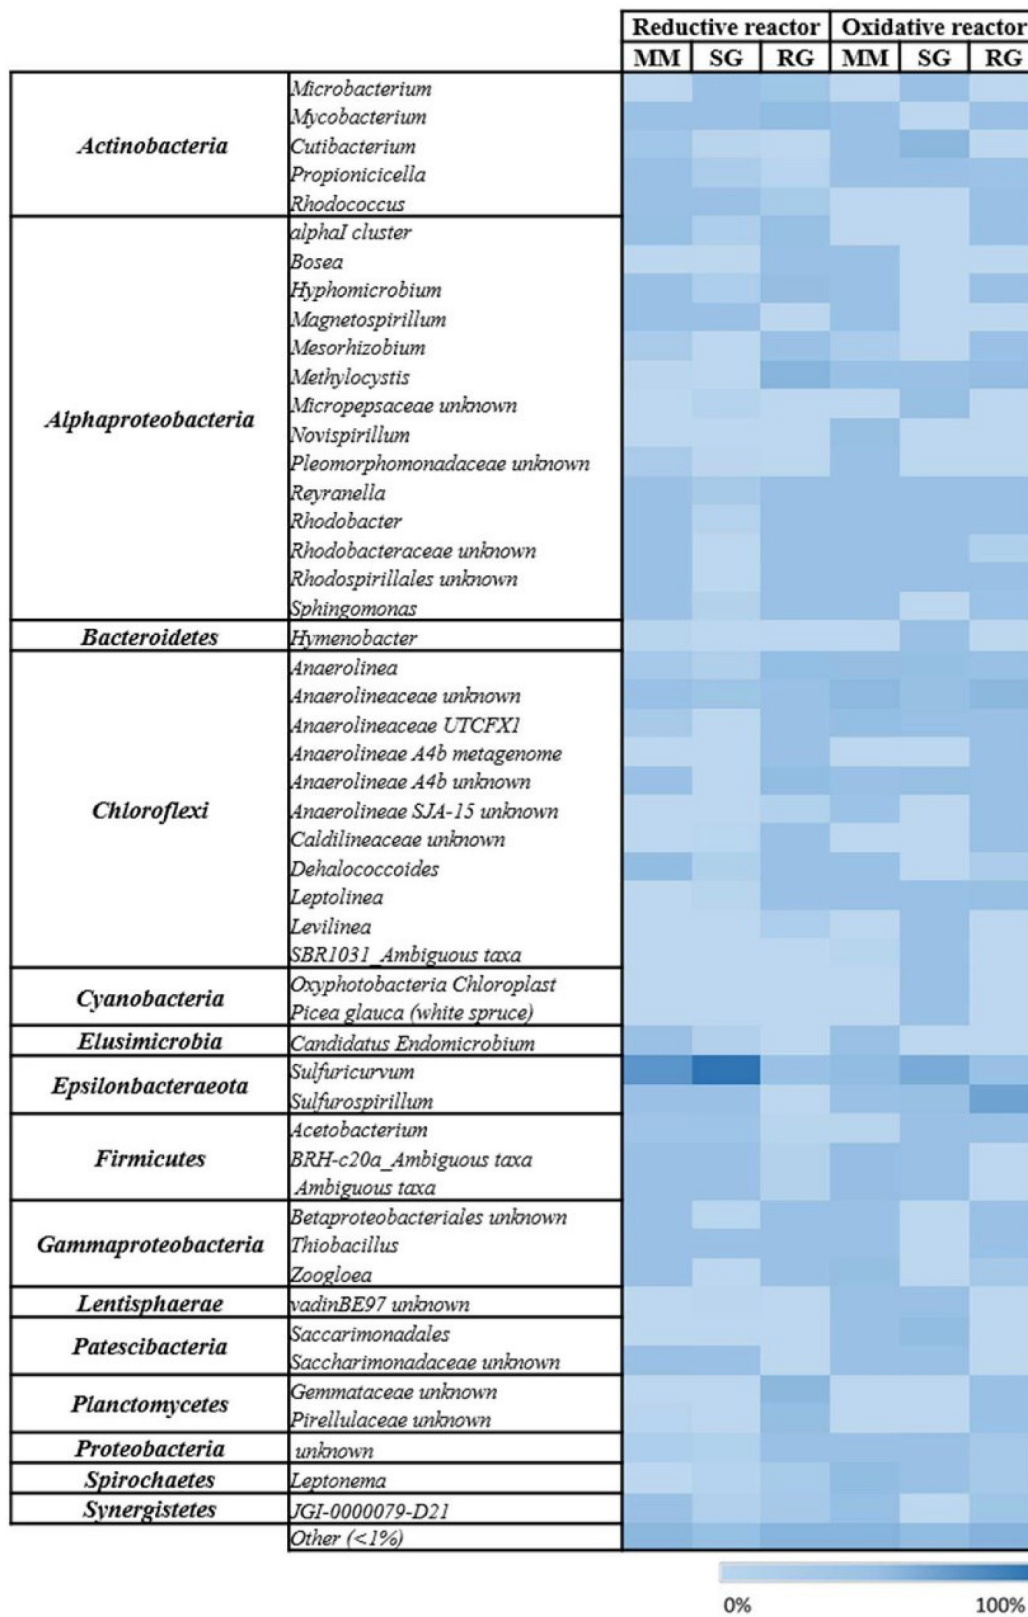 Reductive reactor Oxidative reactor
MM SG RG MM SG RG
Actinobacteria
Microbacterium
Mycobacterium
Cutibacterium
Propionicicella
Rhodococcus
Alphaproteobacteria
alphaI cluster
Bosea
Hyphomicrobium
Magnetospirillum
Mesorhizobium
Methylocystis
Micropepsaceae unknown
Novispirillum
Pleomorphomonadaceae unknown
Reyranella
Rhodobacter
Rhodobacteraceae unknown
Rhodospirillales unknown
Sphingomonas
Bacteroidetes
Hymenobacter
Chloroflexi
Anaerolinea
Anaerolineaceae unknown
Anaerolineaceae UTCFX1
Anaerolineae A4b metagenome
Anaerolineae A4b unknown
Anaerolineae SJA-15 unknown
Caldilineaceae unknown
Dehalococcoides
Leptolinea
Levilinea
SBR1031_Ambiguous taxa
Cyanobacteria
Oxyphotobacteria Chloroplast
Picea glauca (white spruce)
Elusimicrobia
Candidatus Endomicrobium
Epsilonbacteraeota
Sulfuricurvum
Sulfurospirillum
Firmicutes
Acetobacterium
BRH-c20a_Ambiguous taxa
Ambiguous taxa
Gammaproteobacteria
Betaproteobacteriales unknown
Thiobacillus
Zoogloea
Lentisphaerae
vadinBE97 unknown
Patescibacteria
Saccarimonadales
Saccharimonadaceae unknown
Planctomycetes
Gemmataceae unknown
Pirellulaceae unknown
Proteobacteria
unknown
Spirochaetes
Leptonema
Synergistetes
JGI-0000079-D21
Other (<1%)
0% 100%